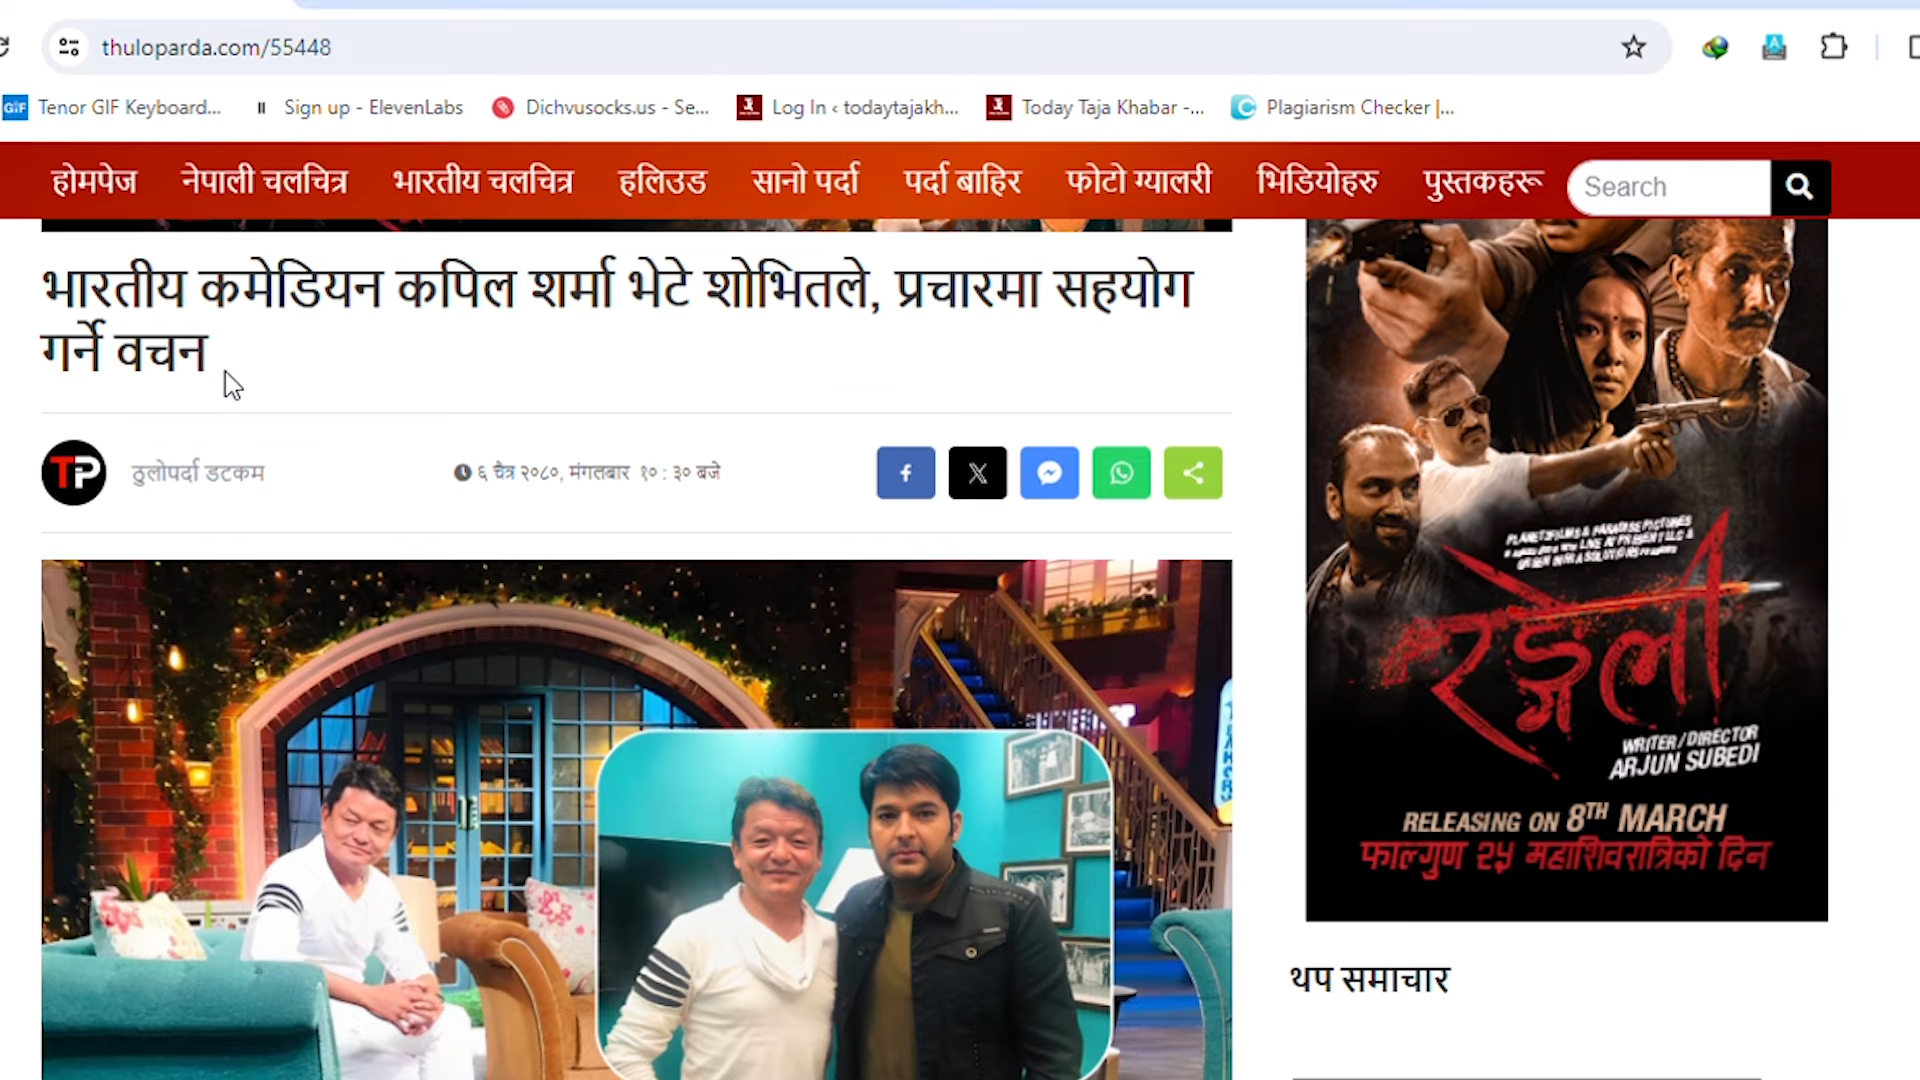 thuloparda.com/55448
Tenor GIF Keyboard... Sign up - ElevenLabs Dichvusocks.us - Se... Log In ‹ todaytajakh... Today Taja Khabar -... Plagiarism Checker |...
होमपेज नेपाली चलचित्र भारतीय चलचित्र हलिउड सानो पर्दा पर्दा बाहिर फोटो ग्यालरी भिडियोहरु पुस्तकहरू Search
भारतीय कमेडियन कपिल शर्मा भेटे शोभितले, प्रचारमा सहयोग
गर्ने वचन
TP ठुलोपर्दा डटकम ६ चैत्र २०८०, मंगलबार १० : ३० बजे
WRITER/DIRECTOR
ARJUN SUBEDI
RELEASING ON 8TH MARCH
फाल्गुण २५ महाशिवरात्रिको दिन
थप समाचार